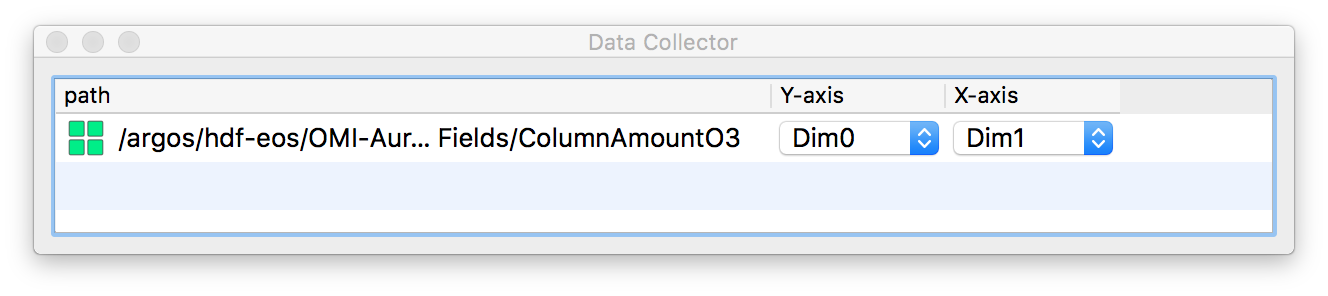 Data Collector
path Y-axis X-axis
/argos/hdf-eos/OMI-Aur... Fields/ColumnAmountO3 Dim0 Dim1